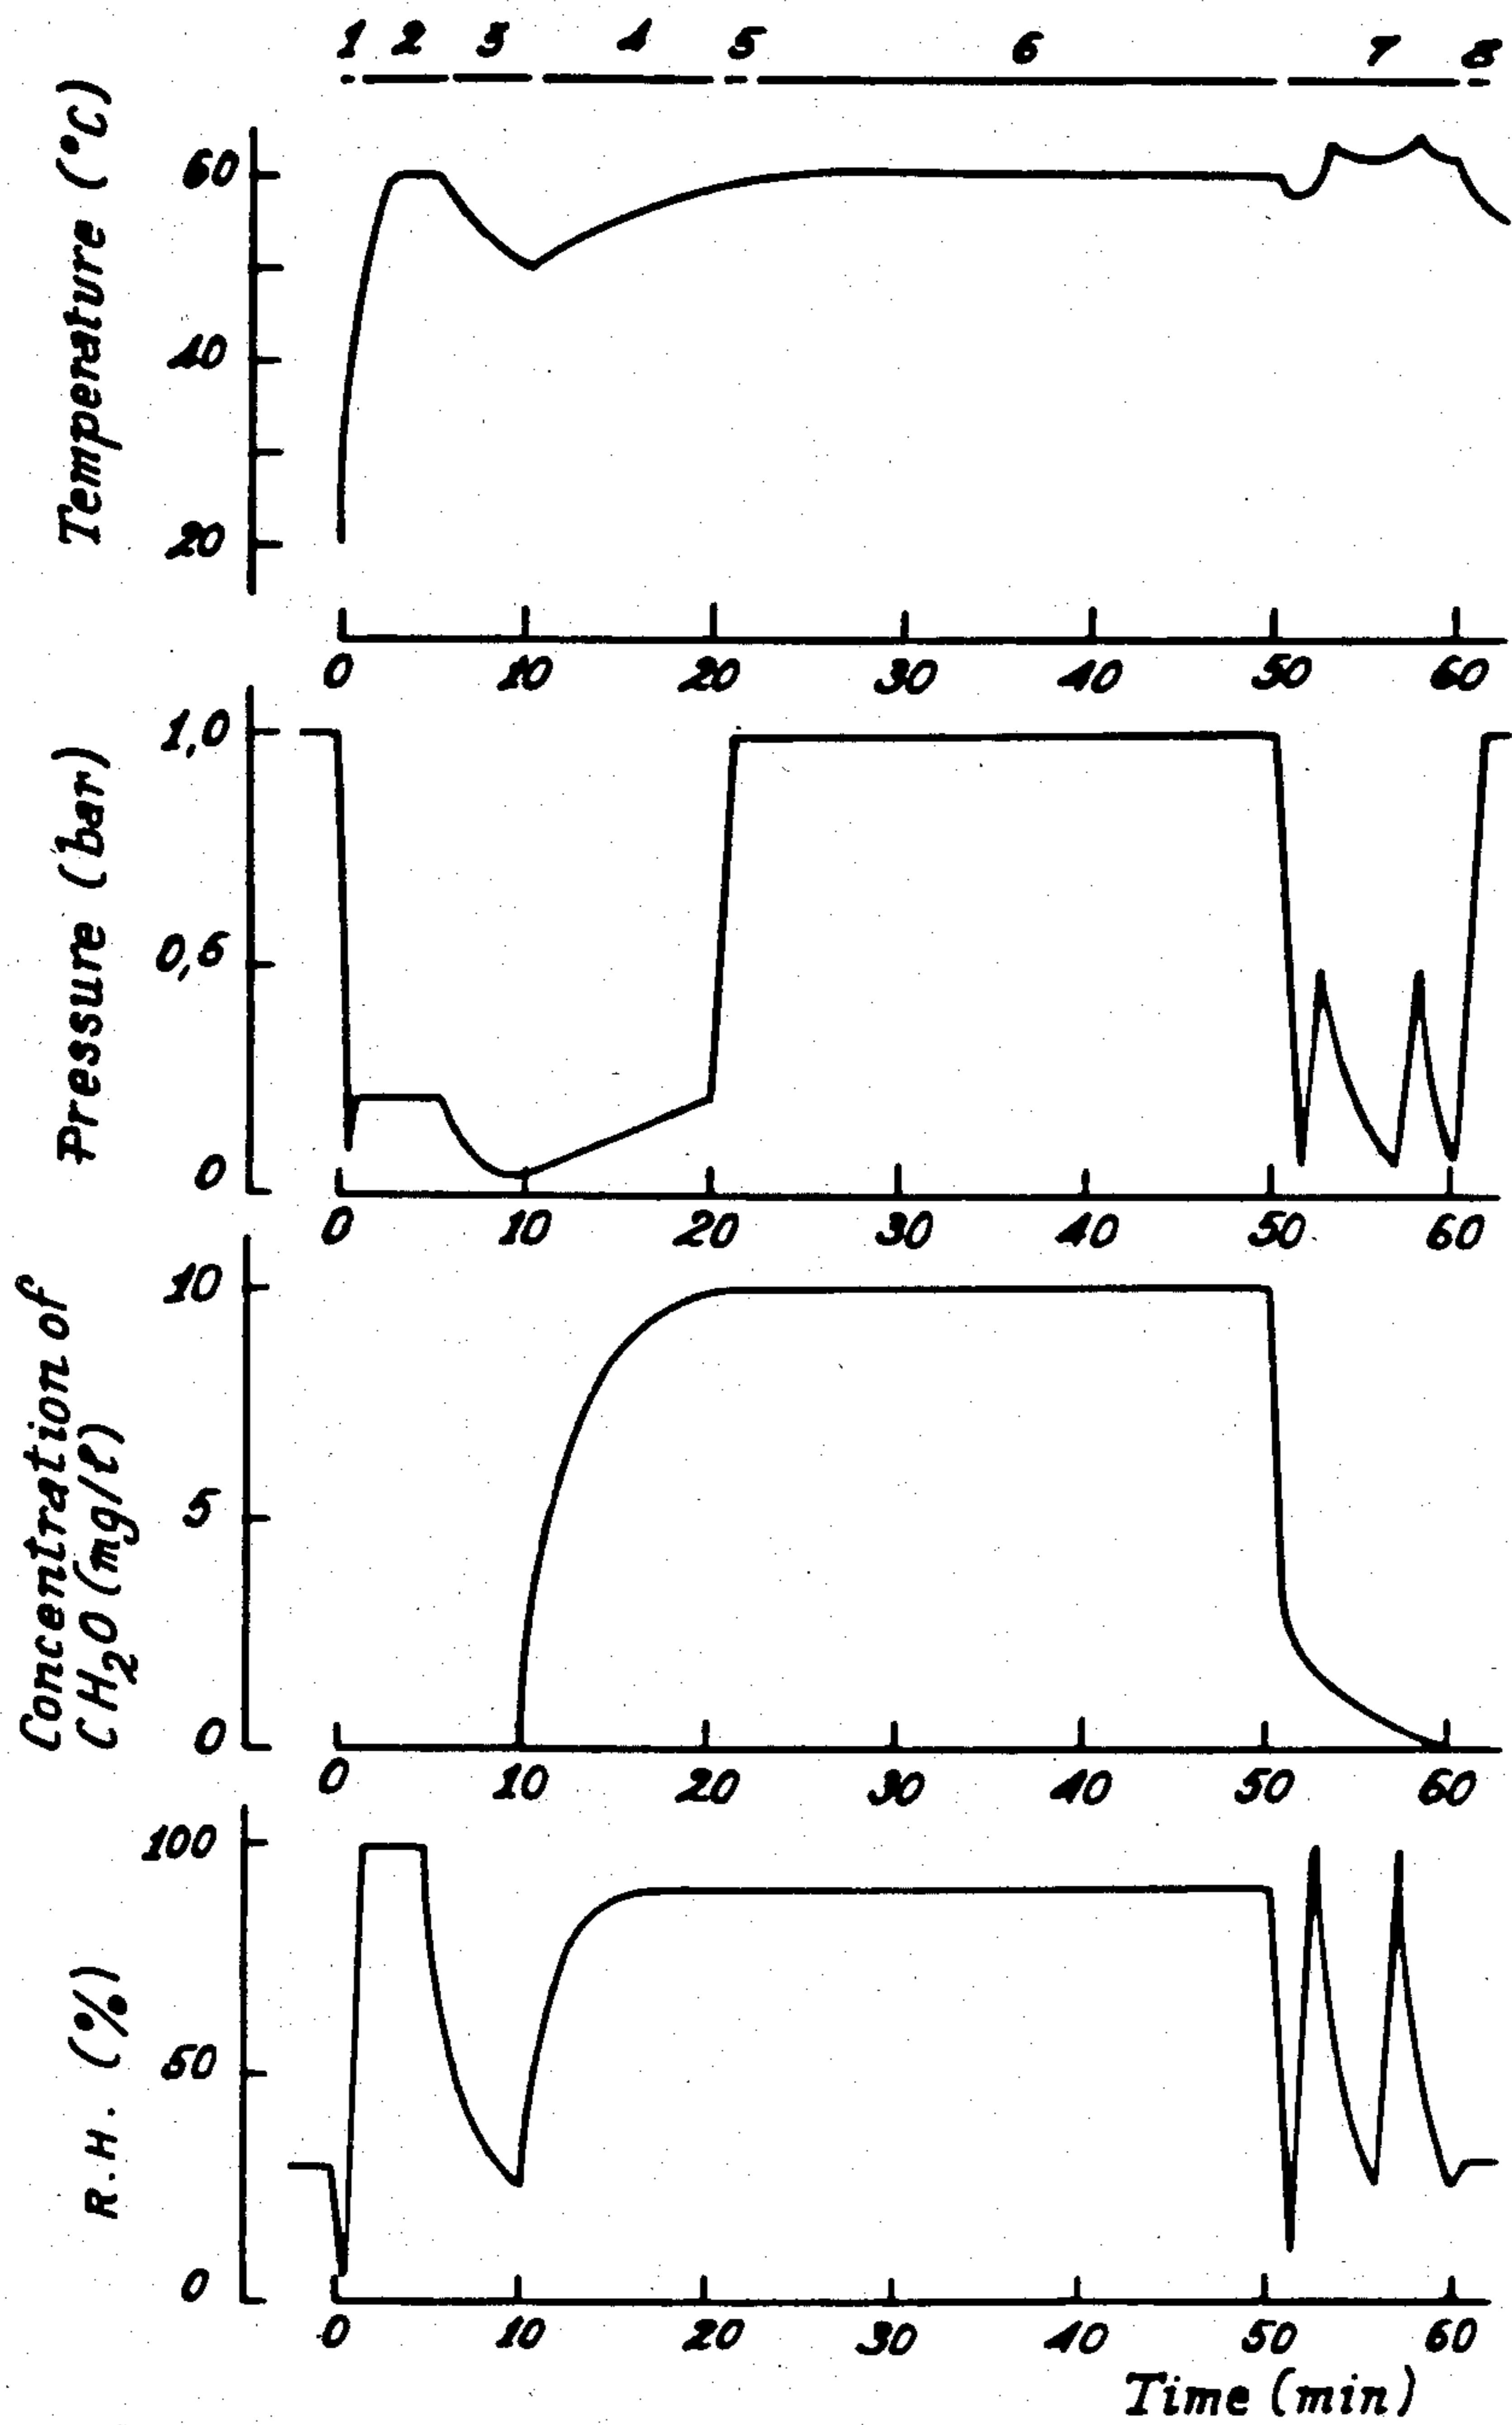 1 2 3 4 5 6 7 8
Temperature (°C)
60
40
20
0 10 20 30 40 50 60
Pressure (bar)
1,0
0,5
0
0 10 20 30 40 50 60
Concentration of
CH₂O (mg/l)
10
5
0
0 10 20 30 40 50 60
R.H. (%)
100
50
0
0 10 20 30 40 50 60
Time (min)